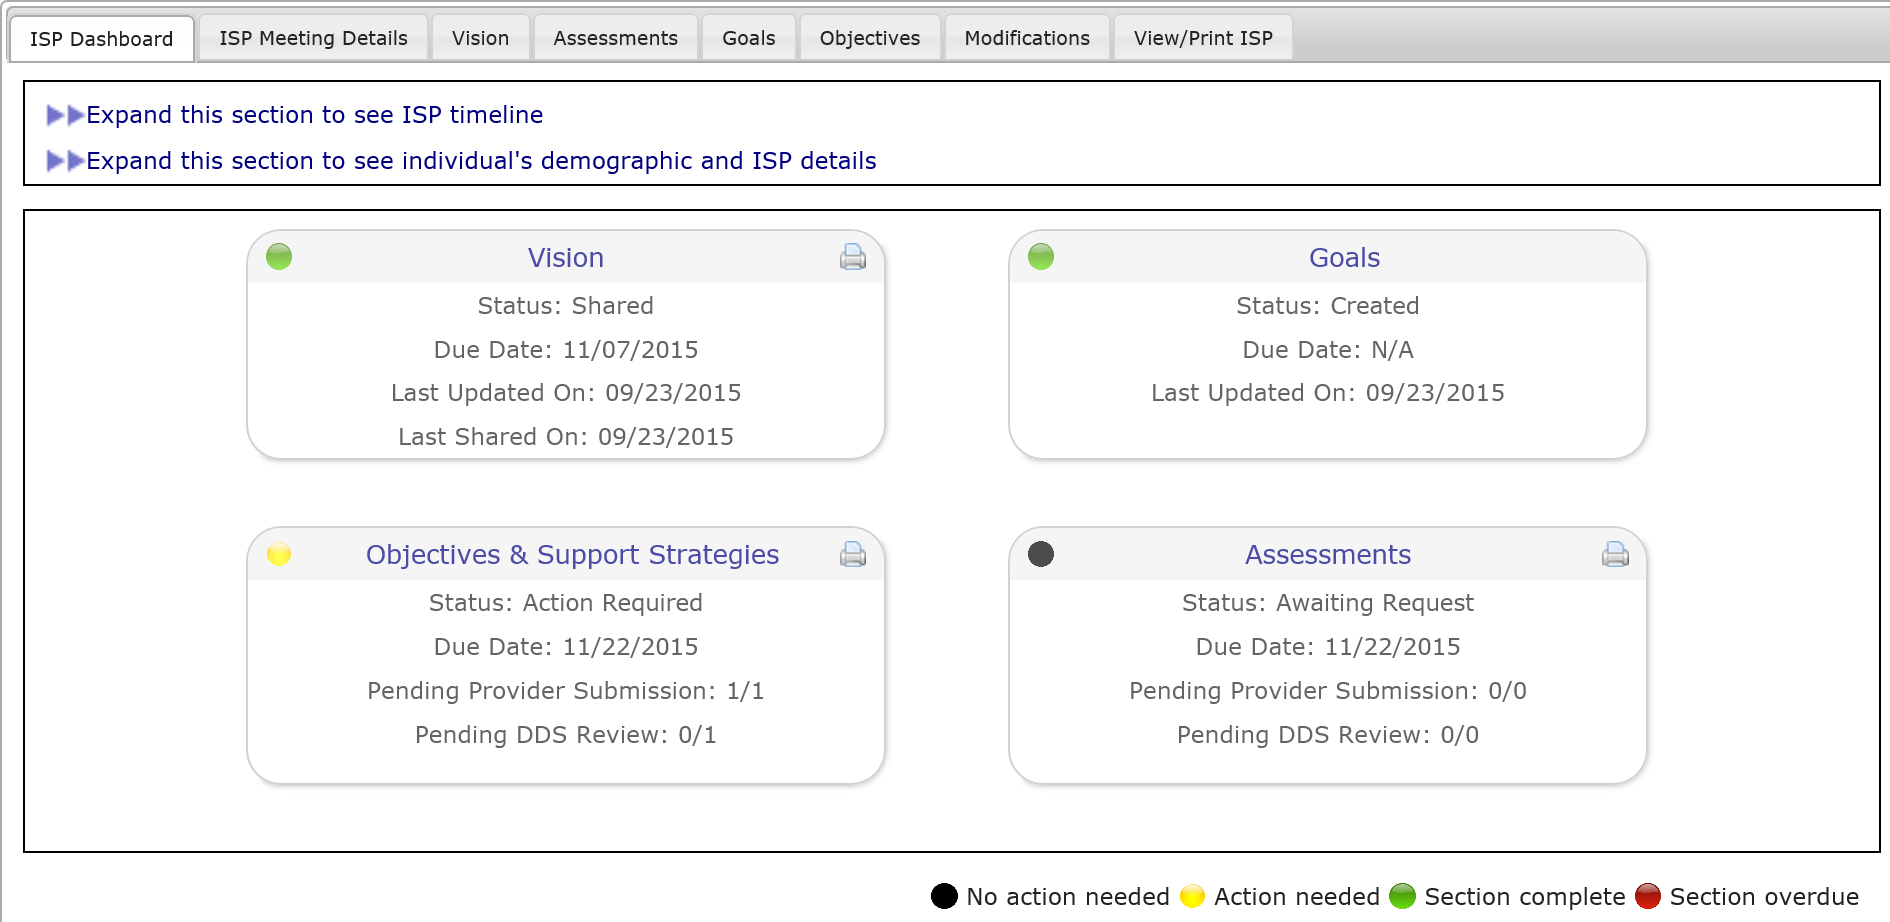 ISP Dashboard ISP Meeting Details Vision Assessments Goals Objectives Modifications View/Print ISP
Expand this section to see ISP timeline
Expand this section to see individual's demographic and ISP details
Vision
Status: Shared
Due Date: 11/07/2015
Last Updated On: 09/23/2015
Last Shared On: 09/23/2015
Goals
Status: Created
Due Date: N/A
Last Updated On: 09/23/2015
Objectives & Support Strategies
Status: Action Required
Due Date: 11/22/2015
Pending Provider Submission: 1/1
Pending DDS Review: 0/1
Assessments
Status: Awaiting Request
Due Date: 11/22/2015
Pending Provider Submission: 0/0
Pending DDS Review: 0/0
No action needed Action needed Section complete Section overdue